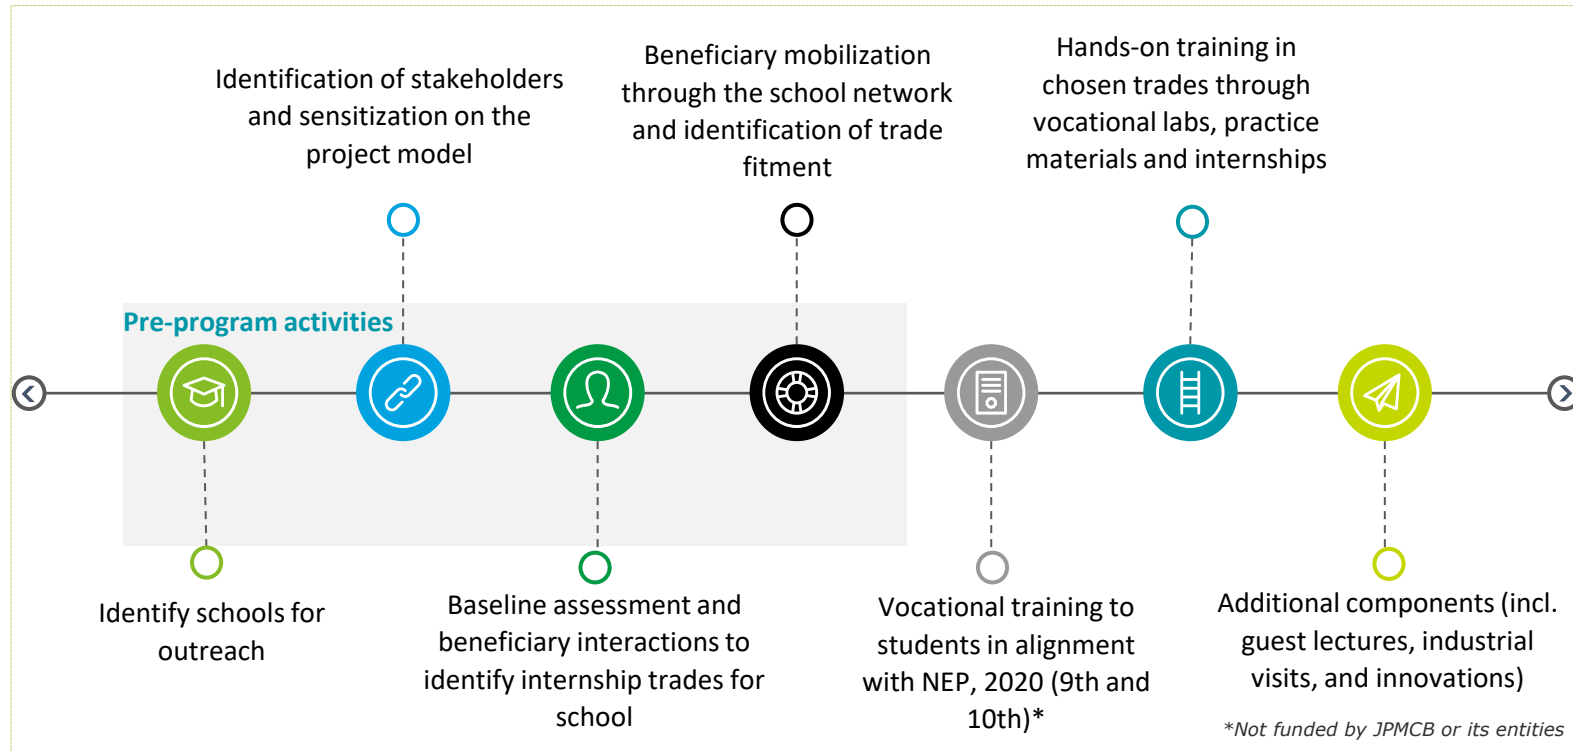 Identification of stakeholders
and sensitization on the
project model
Beneficiary mobilization
through the school network
and identification of trade
fitment
Hands-on training in
chosen trades through
vocational labs, practice
materials and internships
Pre-program activities
Identify schools for
outreach
Baseline assessment and
beneficiary interactions to
identify internship trades for
school
Vocational training to
students in alignment
with NEP, 2020 (9th and
10th)*
Additional components (incl.
guest lectures, industrial
visits, and innovations)
*Not funded by JPMCB or its entities